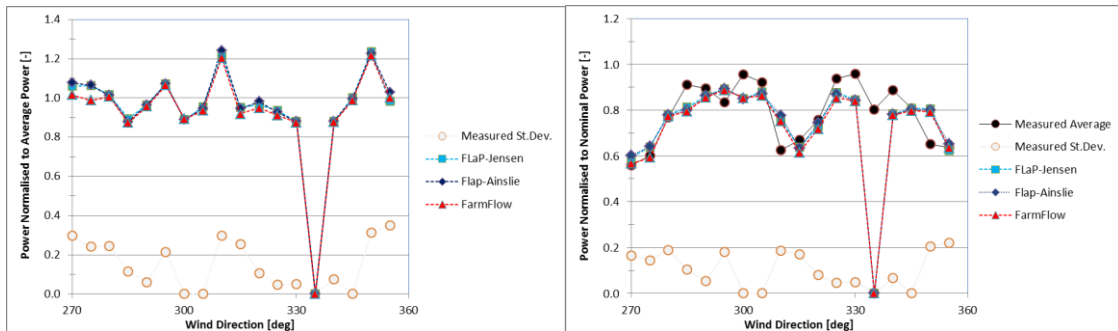 Power Normalised to Average Power [-]
1.4
1.2
1.0
0.8
0.6
0.4
0.2
0.0
270
300
330
360
Wind Direction [deg]
Measured St.Dev.
FLaP-Jensen
Flap-Ainslie
FarmFlow
Power Normalised to Nominal Power [-]
1.2
1.0
0.8
0.6
0.4
0.2
0.0
270
300
330
360
Wind Direction [deg]
Measured Average
Measured St.Dev.
FLaP-Jensen
Flap-Ainslie
FarmFlow